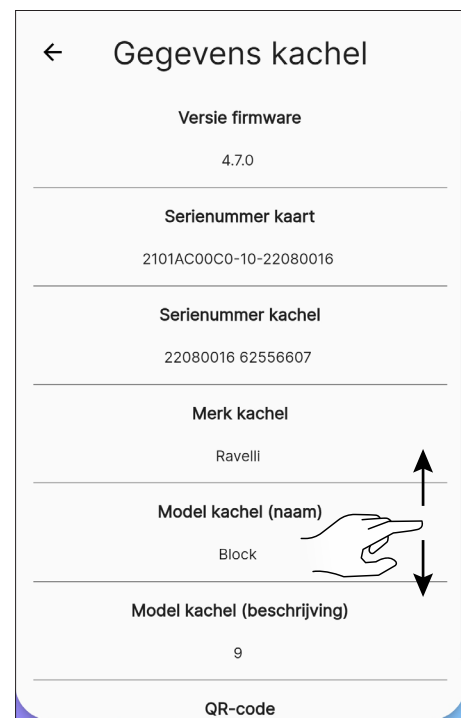 Gegevens kachel
Versie firmware
4.7.0
Serienummer kaart
2101AC00C0-10-22080016
Serienummer kachel
22080016 62556607
Merk kachel
Ravelli
Model kachel (naam)
Block
Model kachel (beschrijving)
9
QR-code